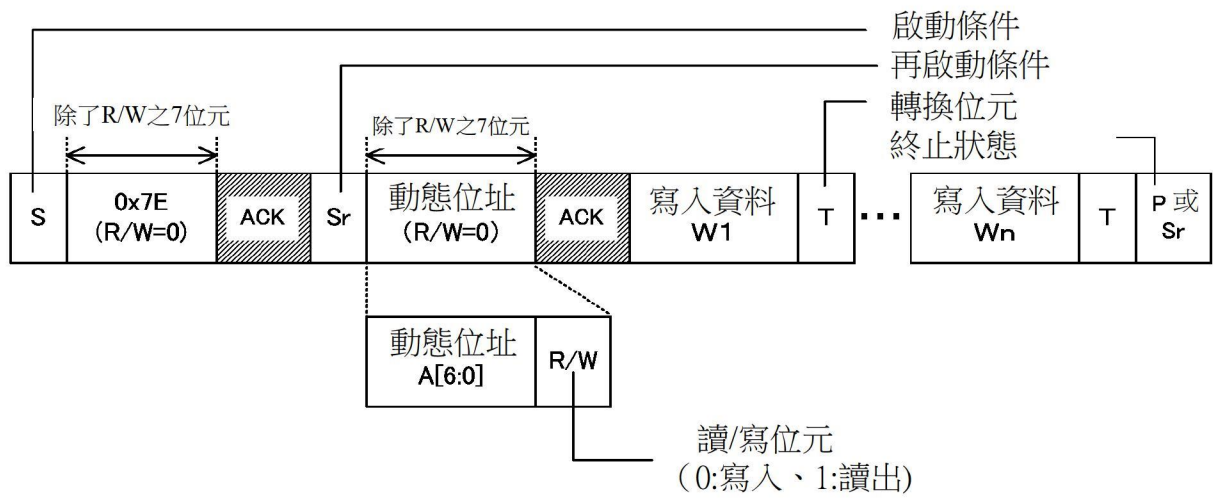 啟動條件
再啟動條件
轉換位元
終止狀態
除了R/W之7位元
除了R/W之7位元
S
0x7E
(R/W=0)
ACK
Sr
動態位址
(R/W=0)
ACK
寫入資料
W1
T
•••
寫入資料
Wn
T
P 或
Sr
動態位址
A[6:0]
R/W
讀/寫位元
(0:寫入、1:讀出)